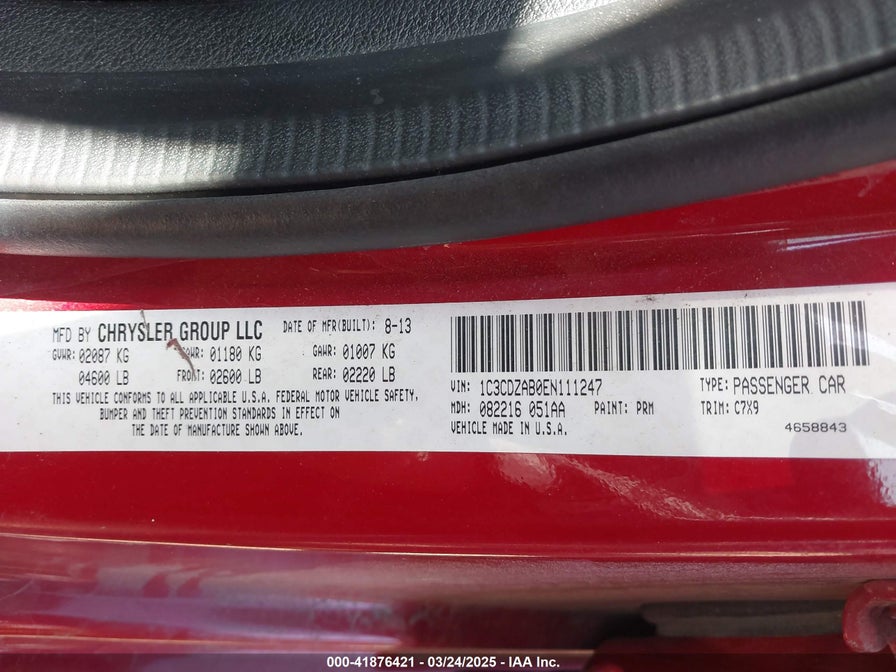 MFD BY CHRYSLER GROUP LLC DATE OF MFR(BUILT): 8-13
GVWR: 02087 KG GAWR: 01180 KG GAWR: 01007 KG
04600 LB FRONT: 02600 LB REAR: 02220 LB
THIS VEHICLE CONFORMS TO ALL APPLICABLE U.S.A. FEDERAL MOTOR VEHICLE SAFETY,
BUMPER AND THEFT PREVENTION STANDARDS IN EFFECT ON
THE DATE OF MANUFACTURE SHOWN ABOVE.
VIN: 1C3CDZAB0EN111247 TYPE: PASSENGER CAR
MDH: 082216 051AA PAINT: PRM TRIM: C7X9
VEHICLE MADE IN U.S.A. 4658843
000-41876421 | 03/24/2025 - IAA Inc.